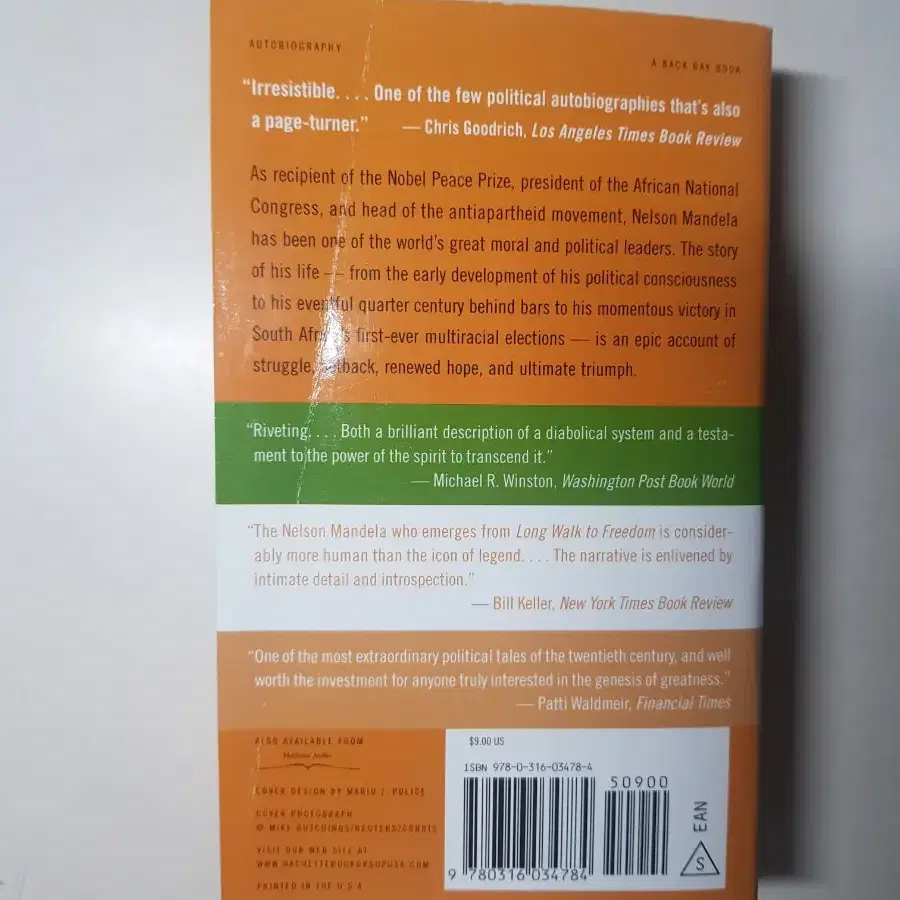 AUTOBIOGRAPHY
A BACK BAY BOOK
“Irresistible. . . . One of the few political autobiographies that’s also
a page-turner.” — Chris Goodrich, Los Angeles Times Book Review
As recipient of the Nobel Peace Prize, president of the African National
Congress, and head of the antiapartheid movement, Nelson Mandela
has been one of the world’s great moral and political leaders. The story
of his life — from the early development of his political consciousness
to his eventful quarter century behind bars to his momentous victory in
South Africa’s first-ever multiracial elections — is an epic account of
struggle, setback, renewed hope, and ultimate triumph.
“Riveting. . . . Both a brilliant description of a diabolical system and a testa-
ment to the power of the spirit to transcend it.”
— Michael R. Winston, Washington Post Book World
“The Nelson Mandela who emerges from Long Walk to Freedom is consider-
ably more human than the icon of legend. . . . The narrative is enlivened by
intimate detail and introspection.”
— Bill Keller, New York Times Book Review
“One of the most extraordinary political tales of the twentieth century, and well
worth the investment for anyone truly interested in the genesis of greatness.”
— Patti Waldmeir, Financial Times
ALSO AVAILABLE FROM
Hachette Audio
COVER DESIGN BY MARIO J. PULICE
COVER PHOTOGRAPH
© MIKE HUTCHINGS/REUTERS/CORBIS
VISIT OUR WEB SITE AT
WWW.HACHETTEBOOKGROUPUSA.COM
PRINTED IN THE U.S.A.
$9.00 US
ISBN 978-0-316-03478-4
50900
9 780316 034784
EAN
S